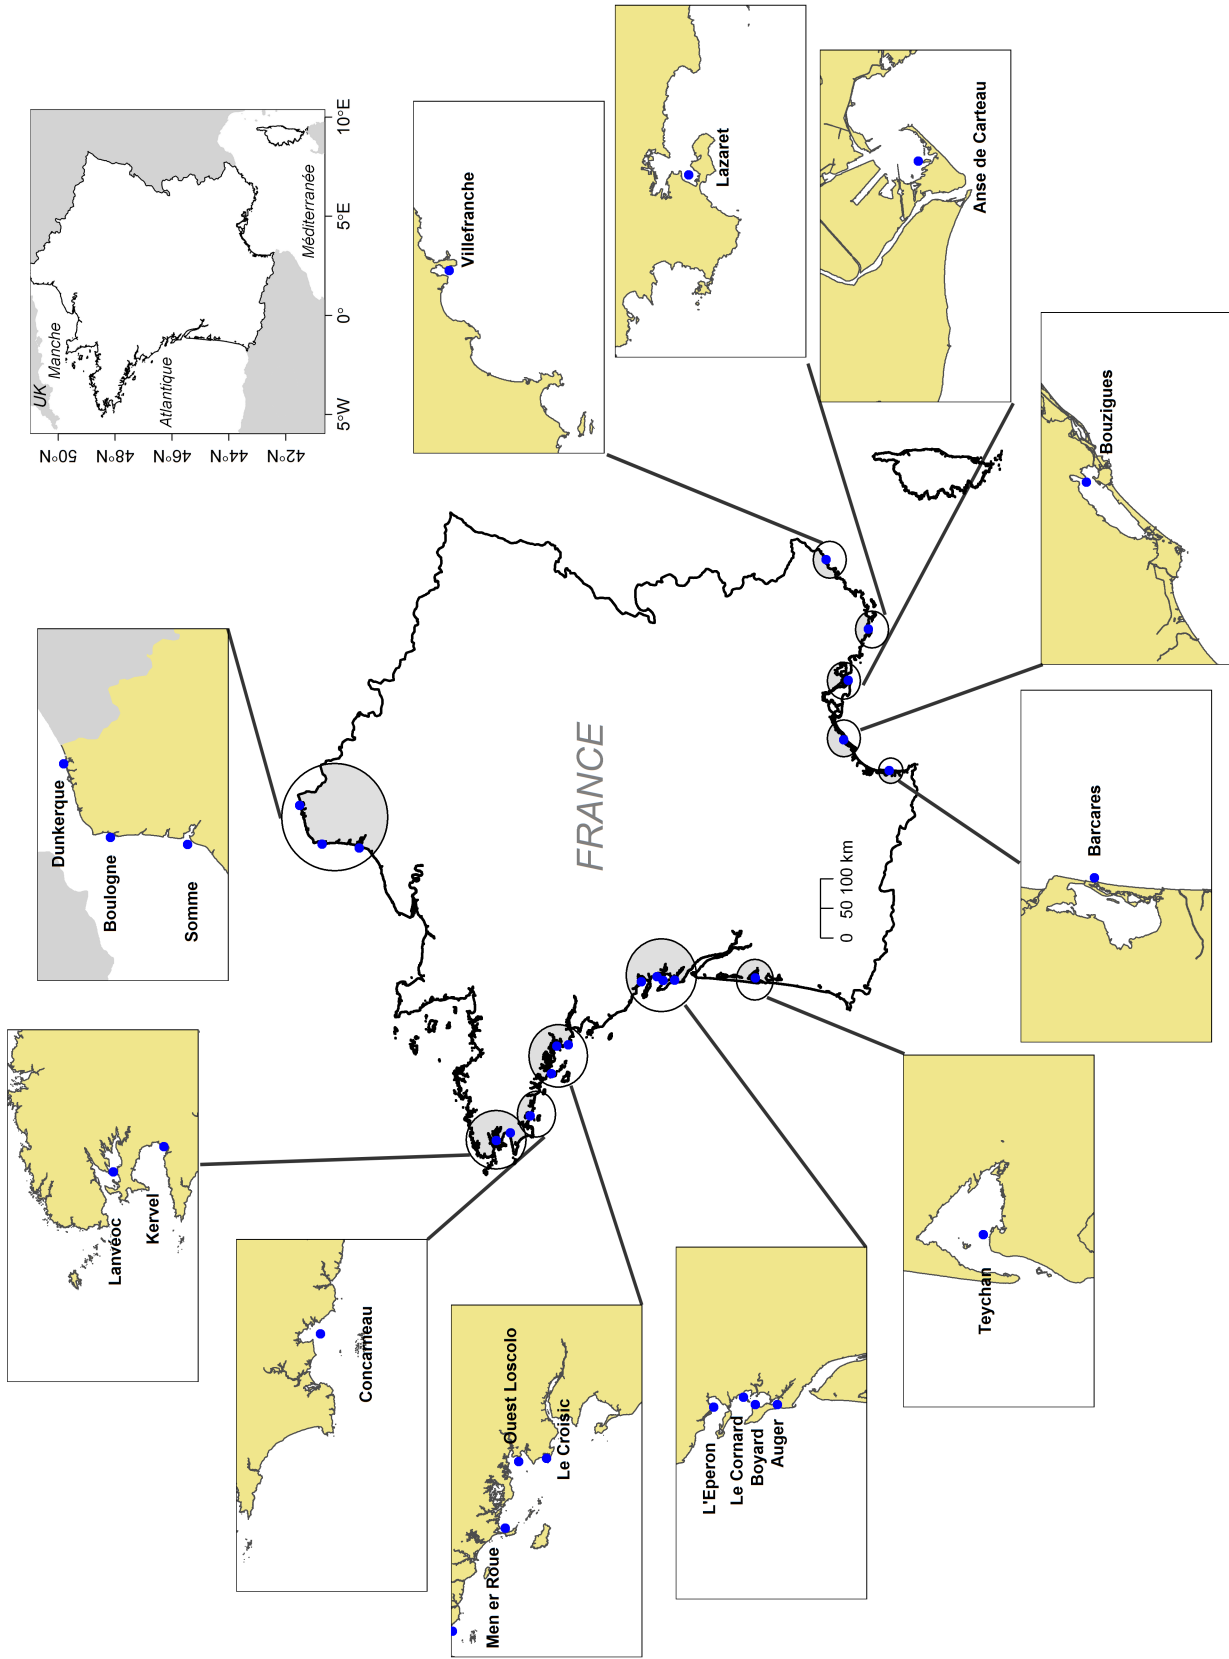 Dunkerque
Boulogne
Somme
UK
Manche
Atlantique
Méditerranée
50°N
48°N
46°N
44°N
42°N
5°W
0°
5°E
10°E
Lanvéoc
Kervel
Villefranche
Concarneau
Lazaret
FRANCE
Men er Roue
Ouest Loscolo
Le Croisic
Anse de Carteau
L'Eperon
Le Cornard
Boyard
Auger
0 50 100 km
Bouzigues
Teychan
Barcares